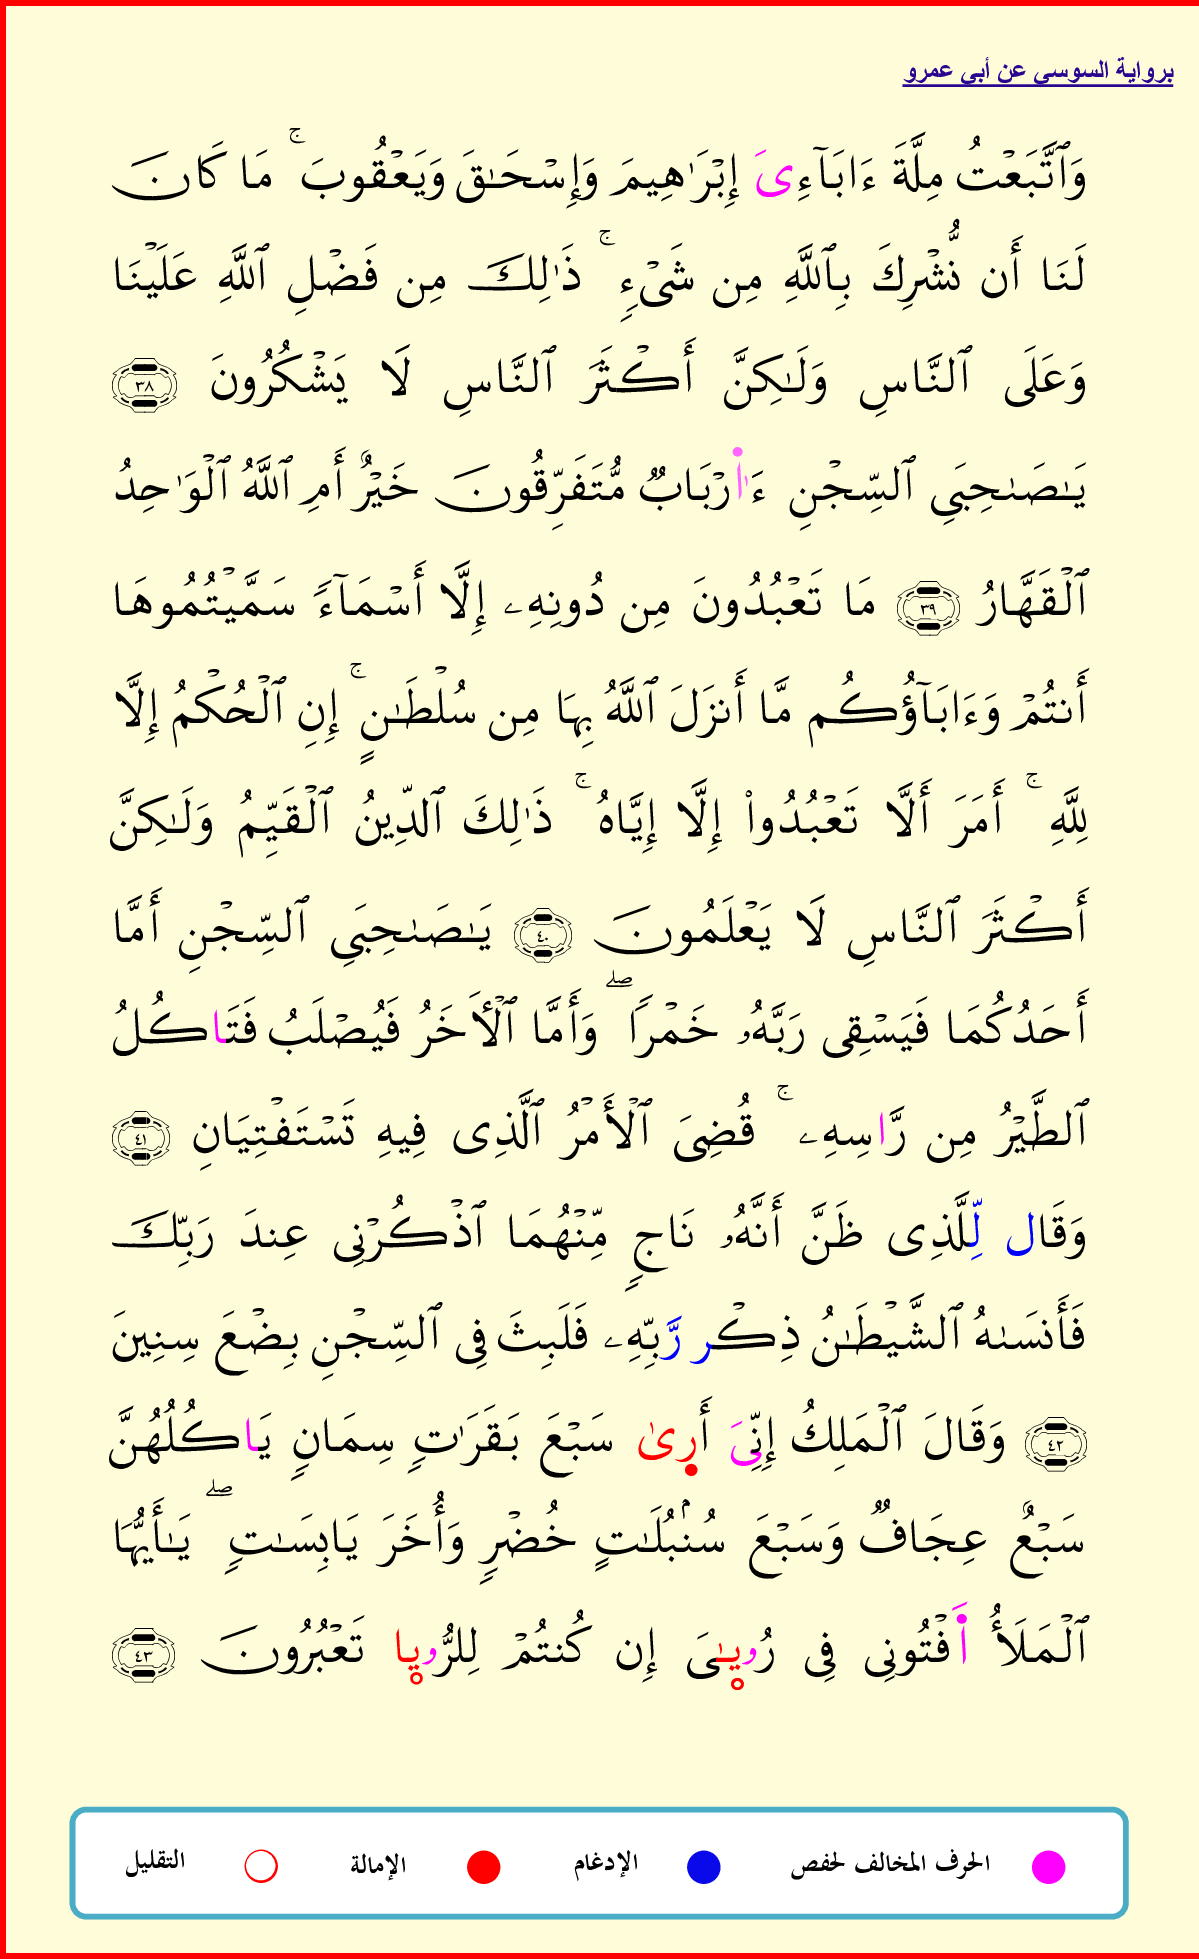 برواية السوسي عن أبي عمرو
وَٱتَّبَعْتُ مِلَّةَ ءَابَآءِىَ إِبْرَٰهِيمَ وَإِسْحَٰقَ وَيَعْقُوبَ ۚ مَا كَانَ
لَنَا أَن نُّشْرِكَ بِٱللَّهِ مِن شَىْءٍ ۚ ذَٰلِكَ مِن فَضْلِ ٱللَّهِ عَلَيْنَا
وَعَلَى ٱلنَّاسِ وَلَٰكِنَّ أَكْثَرَ ٱلنَّاسِ لَا يَشْكُرُونَ ٣٨
يَٰصَٰحِبَىِ ٱلسِّجْنِ ءَا۬رْبَابٌ مُّتَفَرِّقُونَ خَيْرٌ أَمِ ٱللَّهُ ٱلْوَٰحِدُ
ٱلْقَهَّارُ ٣٩ مَا تَعْبُدُونَ مِن دُونِهِۦ إِلَّا أَسْمَآءً سَمَّيْتُمُوهَا
أَنتُمْ وَءَابَآؤُكُم مَّا أَنزَلَ ٱللَّهُ بِهَا مِن سُلْطَٰنٍ ۚ إِنِ ٱلْحُكْمُ إِلَّا
لِلَّهِ ۚ أَمَرَ أَلَّا تَعْبُدُوا۟ إِلَّا إِيَّاهُ ۚ ذَٰلِكَ ٱلدِّينُ ٱلْقَيِّمُ وَلَٰكِنَّ
أَكْثَرَ ٱلنَّاسِ لَا يَعْلَمُونَ ٤٠ يَٰصَٰحِبَىِ ٱلسِّجْنِ أَمَّا
أَحَدُكُمَا فَيَسْقِى رَبَّهُۥ خَمْرًا ۖ وَأَمَّا ٱلْأَخَرُ فَيُصْلَبُ فَتَاكُلُ
ٱلطَّيْرُ مِن رَّاسِهِۦ ۚ قُضِىَ ٱلْأَمْرُ ٱلَّذِى فِيهِ تَسْتَفْتِيَانِ ٤١
وَقَال لِّلَّذِى ظَنَّ أَنَّهُۥ نَاجٍ مِّنْهُمَا ٱذْكُرْنِى عِندَ رَبِّكَ
فَأَنسَىٰهُ ٱلشَّيْطَٰنُ ذِكْر رَّبِّهِۦ فَلَبِثَ فِى ٱلسِّجْنِ بِضْعَ سِنِينَ
٤٢ وَقَالَ ٱلْمَلِكُ إِنِّىَ أَرٜىٰ سَبْعَ بَقَرَٰتٍ سِمَانٍ يَاكُلُهُنَّ
سَبْعٌ عِجَافٌ وَسَبْعَ سُنۢبُلَٰتٍ خُضْرٍ وَأُخَرَ يَابِسَٰتٍ ۖ يَٰأَيُّهَا
ٱلْمَلَأُ اَ۬فْتُونِى فِى رُويٰٜىَ إِن كُنتُمْ لِلرُّويٜا تَعْبُرُونَ ٤٣
الحرف المخالف لحفص الإدغام الإمالة التقليل